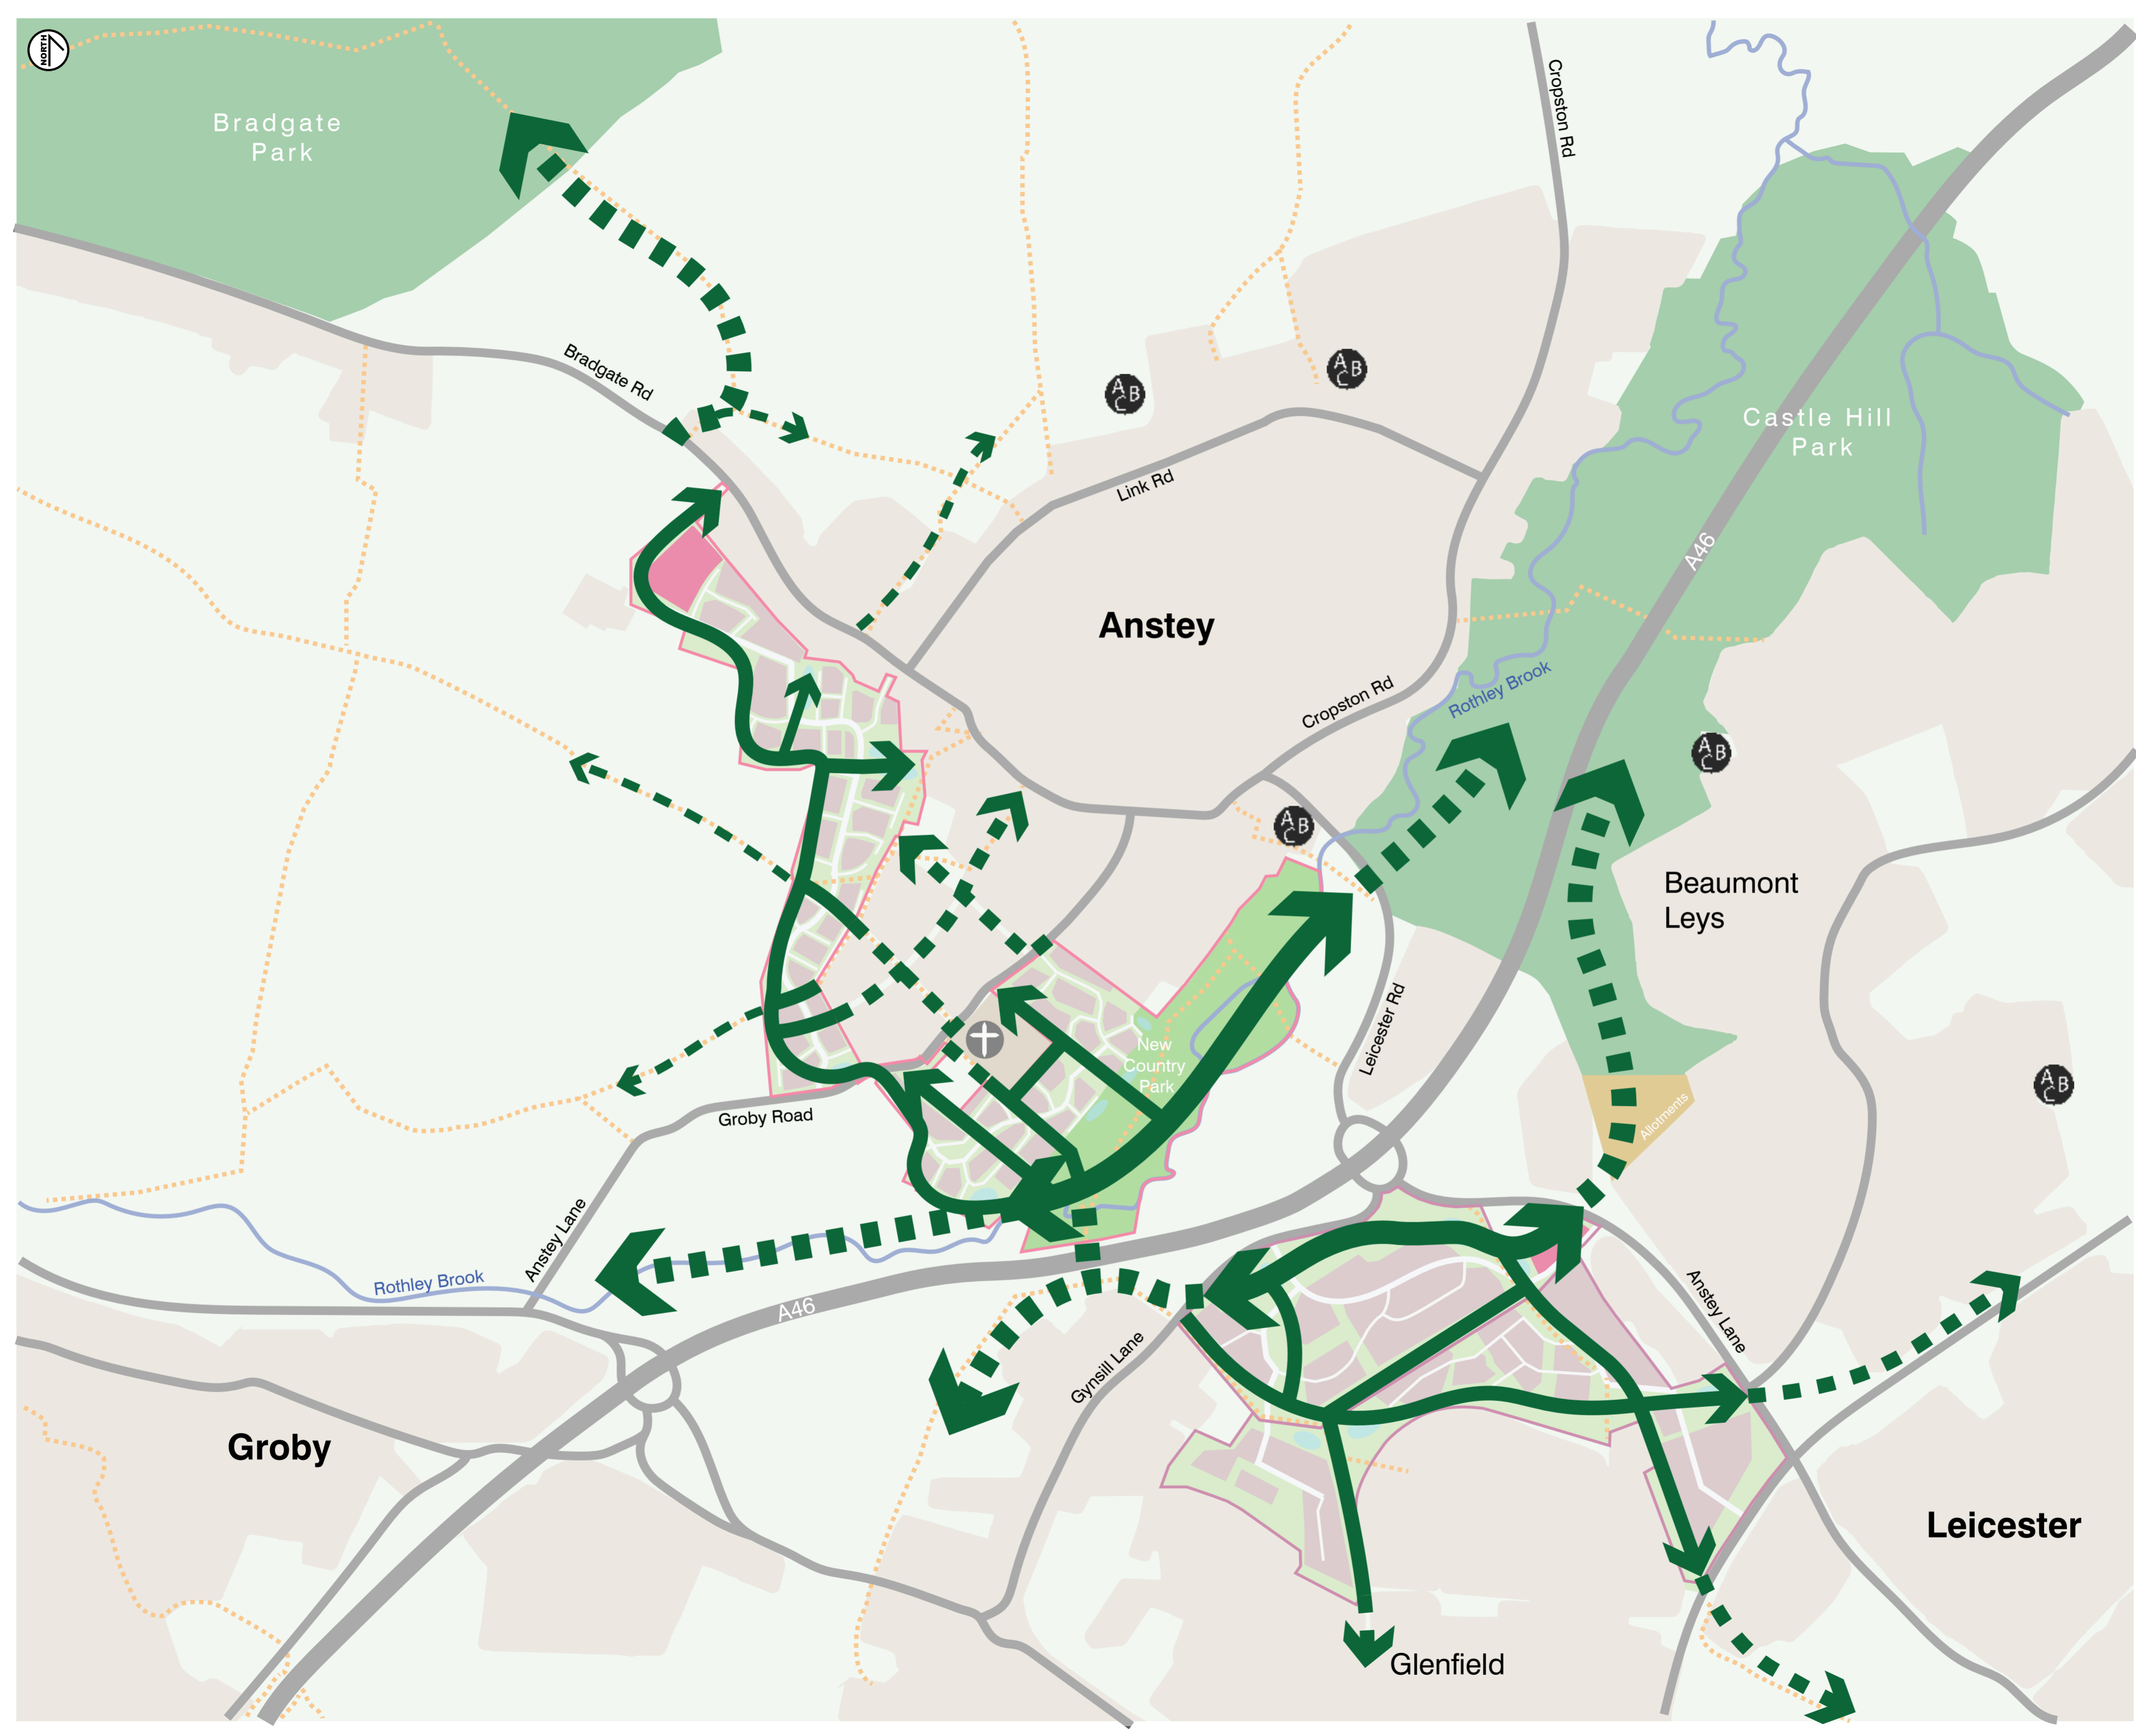 NORTH
Bradgate
Park
Cropston Rd
Bradgate Rd
A
B
C
A
B
C
Castle Hill
Park
Link Rd
A46
Anstey
Rothley Brook
Cropston Rd
A
B
C
A
B
C
Beaumont
Leys
Leicester Rd
New
Country
Park
A
B
C
Groby Road
Allotments
Anstey Lane
Rothley Brook
A46
Gynsill Lane
Anstey Lane
Groby
Leicester
Glenfield